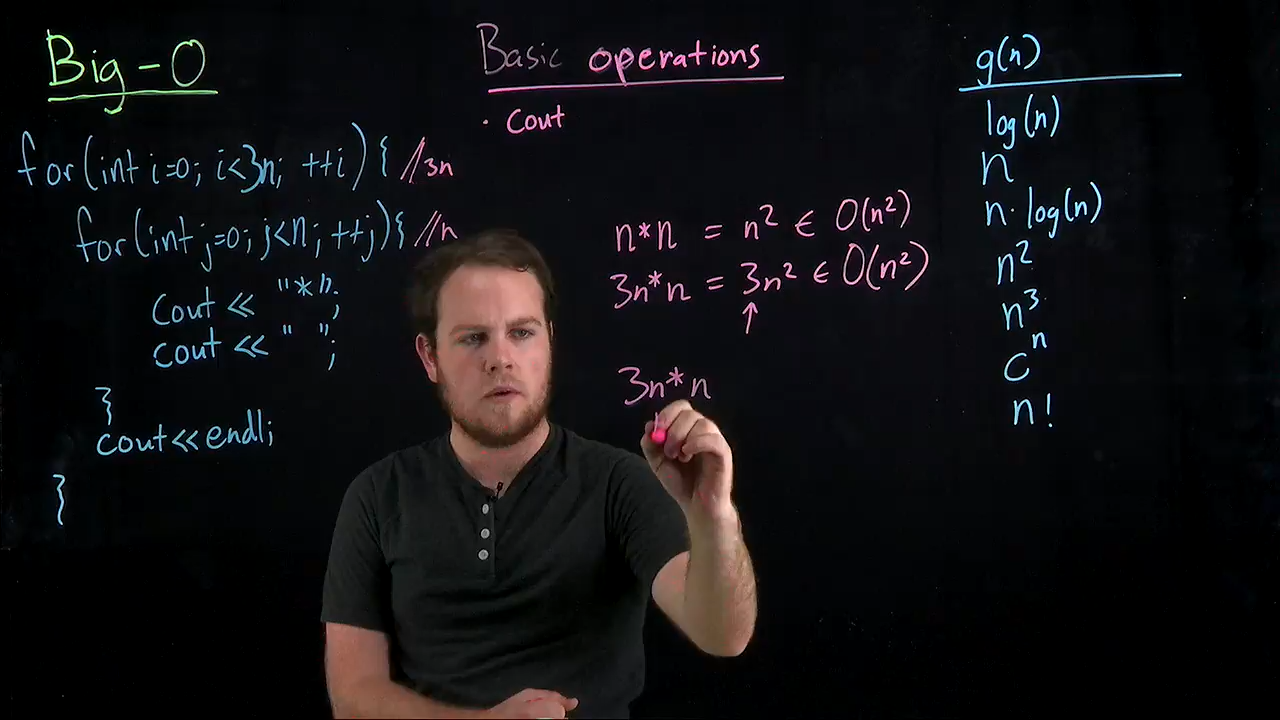 Big-O
for(int i=0; i<3n; ++i){ //3n
for(int j=0; j<n; ++j){ //n
cout << "*";
cout << " ";
}
cout<<endl;
}
Basic operations
· cout
n*n = n² ∈ O(n²)
3n*n = 3n² ∈ O(n²)
↑
3n*n
g(n)
log(n)
n
n·log(n)
n²
n³
cⁿ
n!